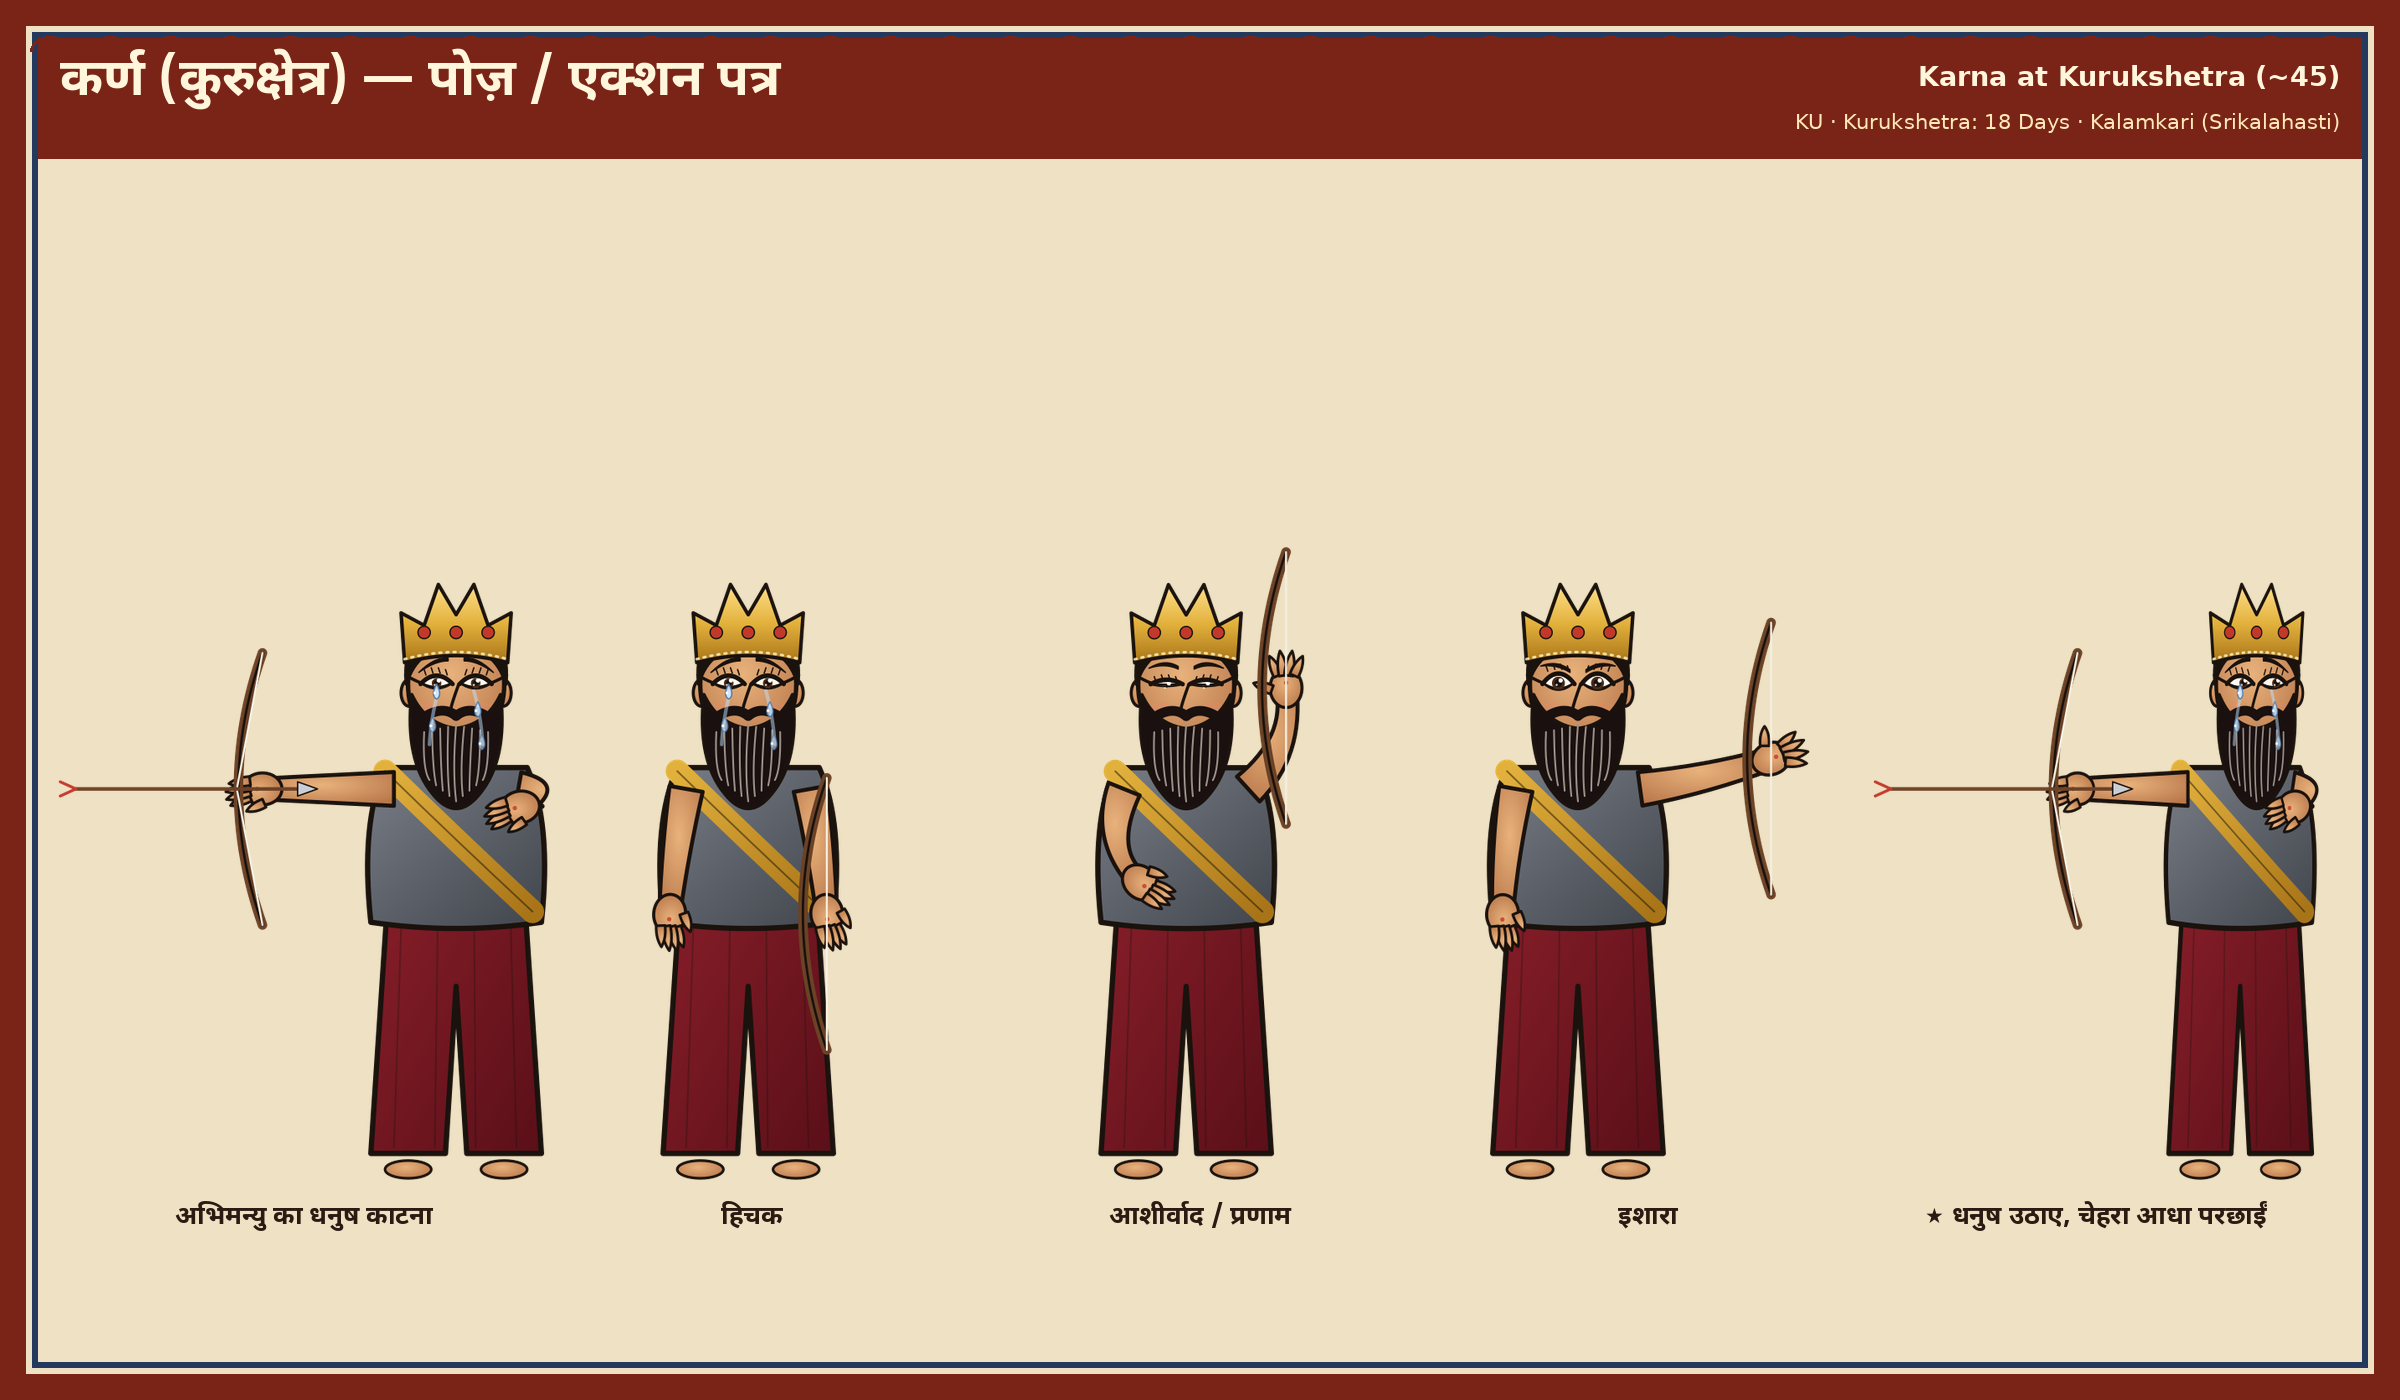 कर्ण (कुरुक्षेत्र) — पोज़ / एक्शन पत्र
Karna at Kurukshetra (~45)
KU · Kurukshetra: 18 Days · Kalamkari (Srikalahasti)
अभिमन्यु का धनुष काटना
हिचक
आशीर्वाद / प्रणाम
इशारा
★ धनुष उठाए, चेहरा आधा परछाईं